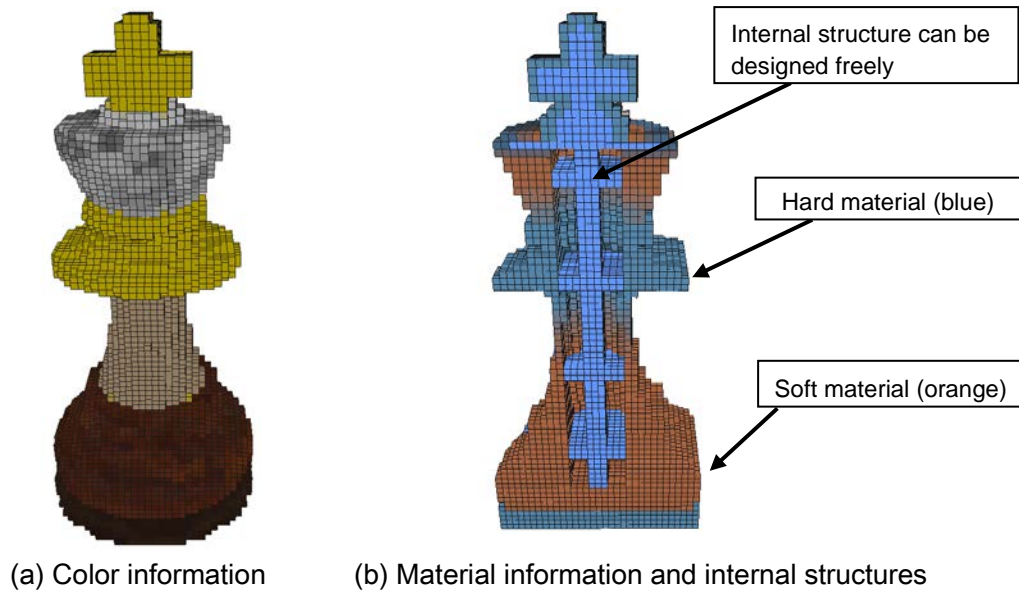 Internal structure can be
designed freely
Hard material (blue)
Soft material (orange)
(a) Color information
(b) Material information and internal structures